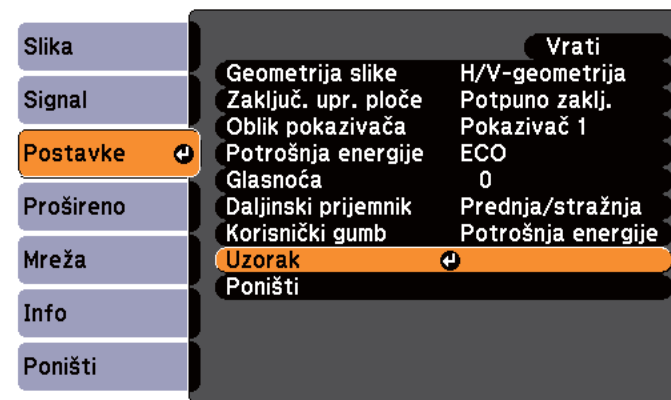 Slika
Signal
Postavke
Prošireno
Mreža
Info
Poništi
Vrati
Geometrija slike H/V-geometrija
Zaključ. upr. ploče Potpuno zaklj.
Oblik pokazivača Pokazivač 1
Potrošnja energije ECO
Glasnoća 0
Daljinski prijemnik Prednja/stražnja
Korisnički gumb Potrošnja energije
Uzorak
Poništi